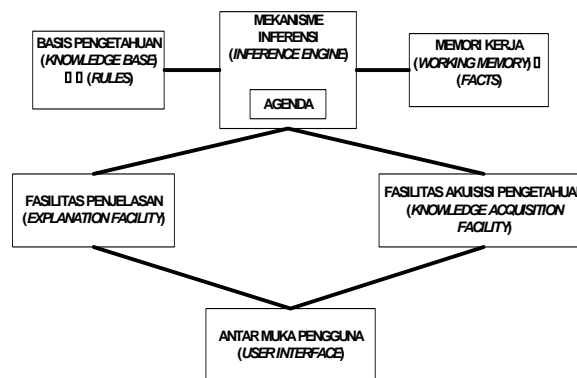 MEKANISME
INFERENSI
(INFERENCE ENGINE)
AGENDA
BASIS PENGETAHUAN
(KNOWLEDGE BASE)
▯ ▯ (RULES)
MEMORI KERJA
(WORKING MEMORY) ▯
(FACTS)
FASILITAS PENJELASAN
(EXPLANATION FACILITY)
FASILITAS AKUISISI PENGETAHUAN
(KNOWLEDGE ACQUISITION
FACILITY)
ANTAR MUKA PENGGUNA
(USER INTERFACE)